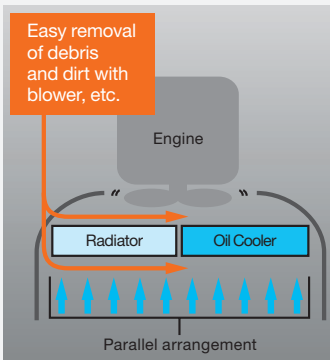 Easy removal
of debris
and dirt with
blower, etc.
Engine
Radiator
Oil Cooler
Parallel arrangement